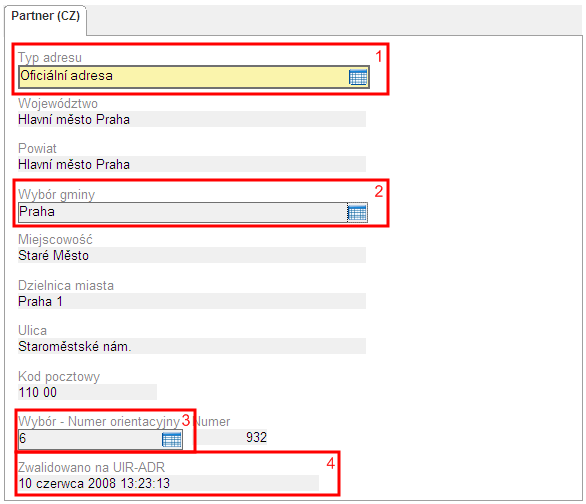 Partner (CZ)
Typ adresu 1
Oficiální adresa
Województwo
Hlavní město Praha
Powiat
Hlavní město Praha
Wybór gminy 2
Praha
Miejscowość
Staré Město
Dzielnica miasta
Praha 1
Ulica
Staroměstské nám.
Kod pocztowy
110 00
Wybór - Numer orientacyjny 3 Numer
6 932
Zwalidowano na UIR-ADR 4
10 czerwca 2008 13:23:13